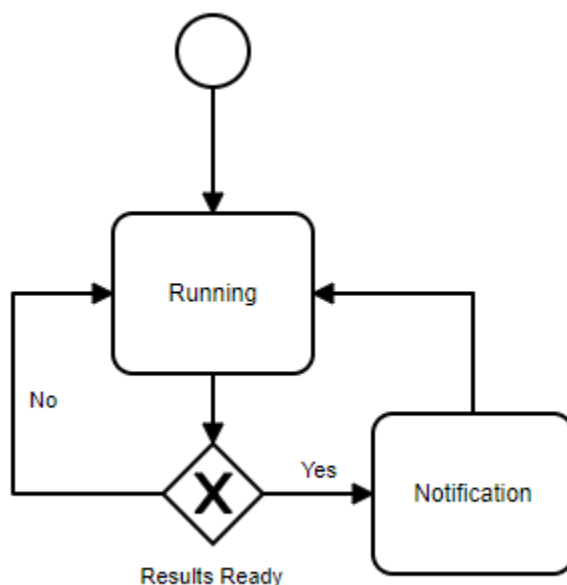 Running
No
Yes
Notification
Results Ready